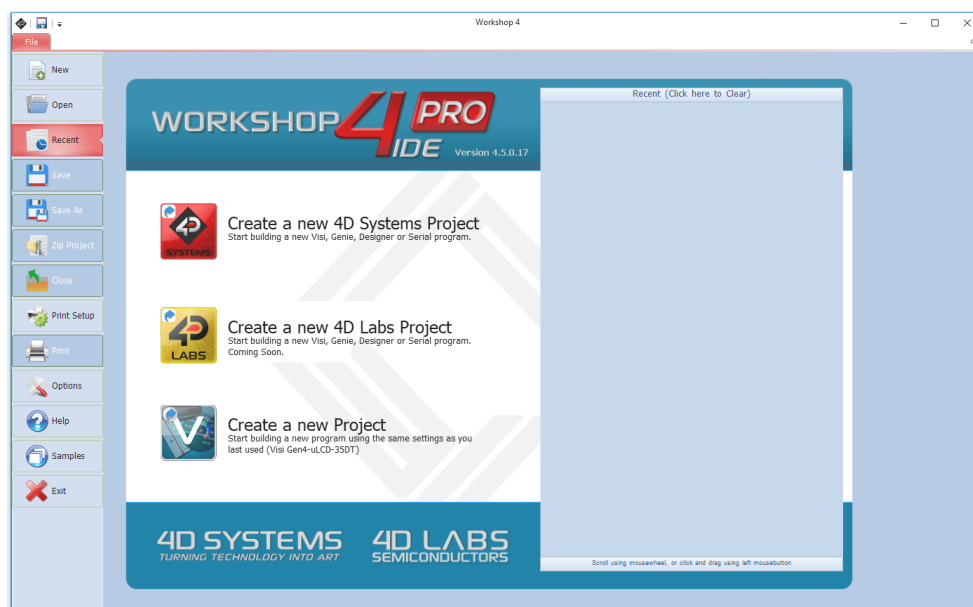 Workshop 4
File
New
Open
Recent
Save
Save As
Zip Project
Close
Print Setup
Print
Options
Help
Samples
Exit
WORKSHOP 4 PRO
IDE Version 4.5.0.17
Create a new 4D Systems Project
Start building a new Visi, Genie, Designer or Serial program.
4D
SYSTEMS
Create a new 4D Labs Project
Start building a new Visi, Genie, Designer or Serial program.
Coming Soon.
4D
LABS
Create a new Project
Start building a new program using the same settings as you
last used (Visi Gen4-uLCD-35DT)
V
4D SYSTEMS
TURNING TECHNOLOGY INTO ART
4D LABS
SEMICONDUCTORS
Recent (Click here to Clear)
Scroll using mousewheel, or click and drag using left mousebutton